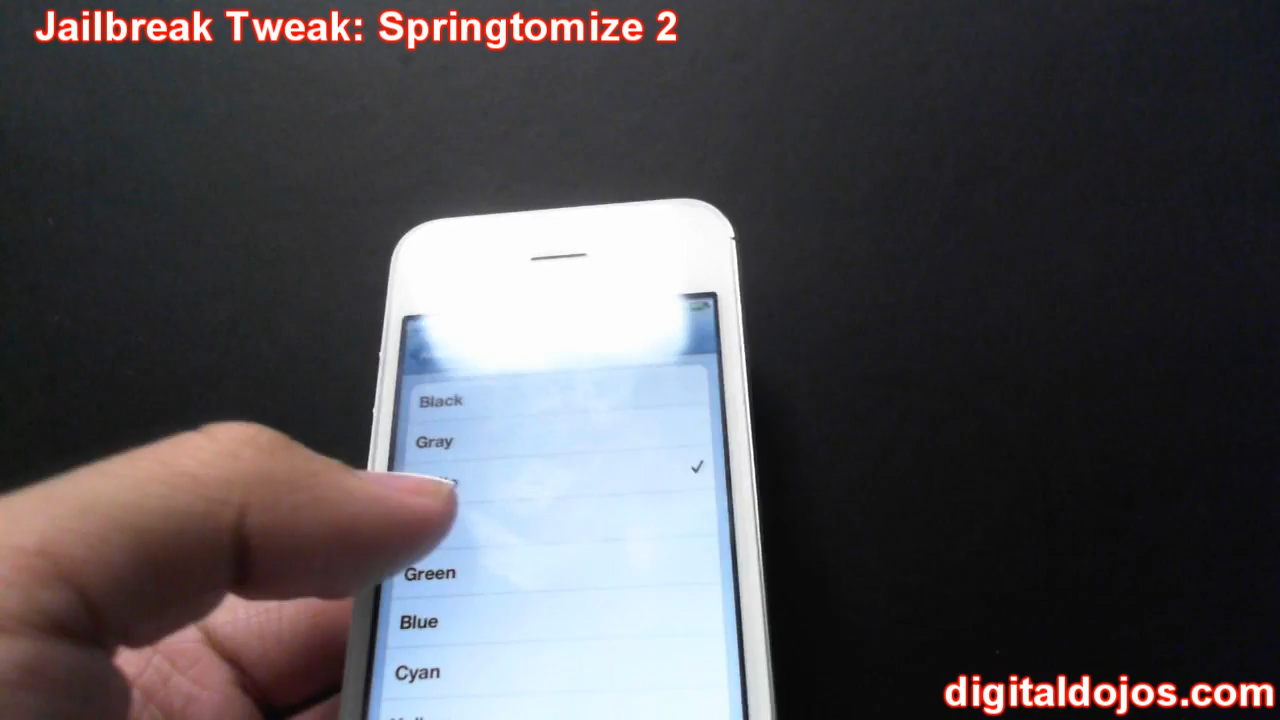 Jailbreak Tweak: Springtomize 2
Black
Gray
Green
Blue
Cyan
digitaldojos.com